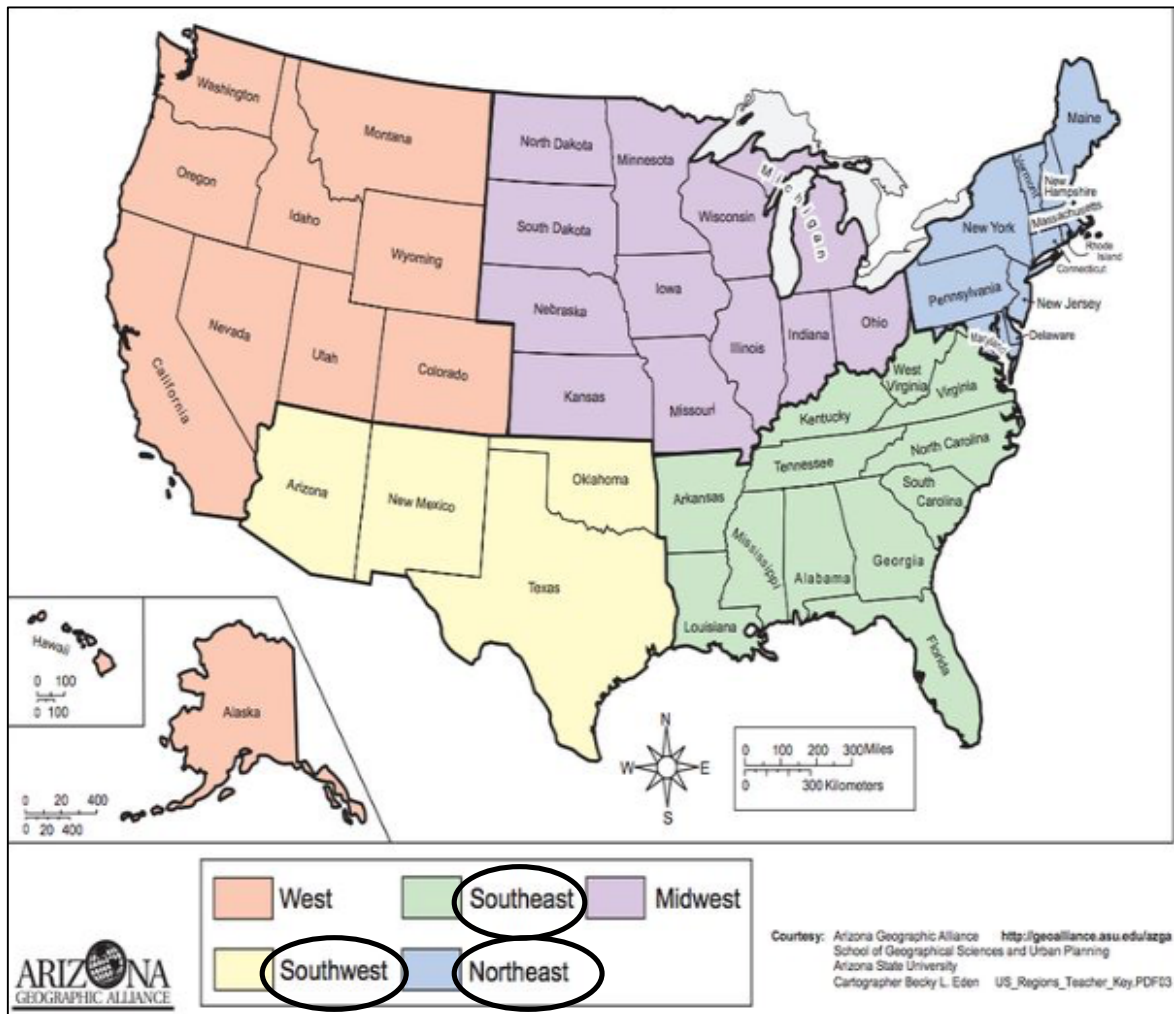 Washington
Montana
North Dakota
Minnesota
Maine
Oregon
Idaho
Wyoming
South Dakota
Wisconsin
Michigan
Vermont
New
Hampshire
Massachusetts
New York
Rhode
Island
Connecticut
Nebraska
Iowa
Pennsylvania
New Jersey
Nevada
Utah
Colorado
Illinois
Indiana
Ohio
Maryland
Delaware
California
Kansas
Missouri
West
Virginia
Virginia
Kentucky
Arizona
New Mexico
Oklahoma
Arkansas
Tennessee
North Carolina
South
Carolina
Texas
Mississippi
Alabama
Georgia
Louisiana
Florida
Hawaii
0 100
0 100
Alaska
0 20 400
0 20 400
N
W E
S
0 100 200 300 Miles
0 300 Kilometers
West Southeast Midwest
Southwest Northeast
ARIZONA
GEOGRAPHIC ALLIANCE
Courtesy: Arizona Geographic Alliance http://geoalliance.asu.edu/azga
School of Geographical Sciences and Urban Planning
Arizona State University
Cartographer Becky L. Eden US_Regions_Teacher_Key.PDF03